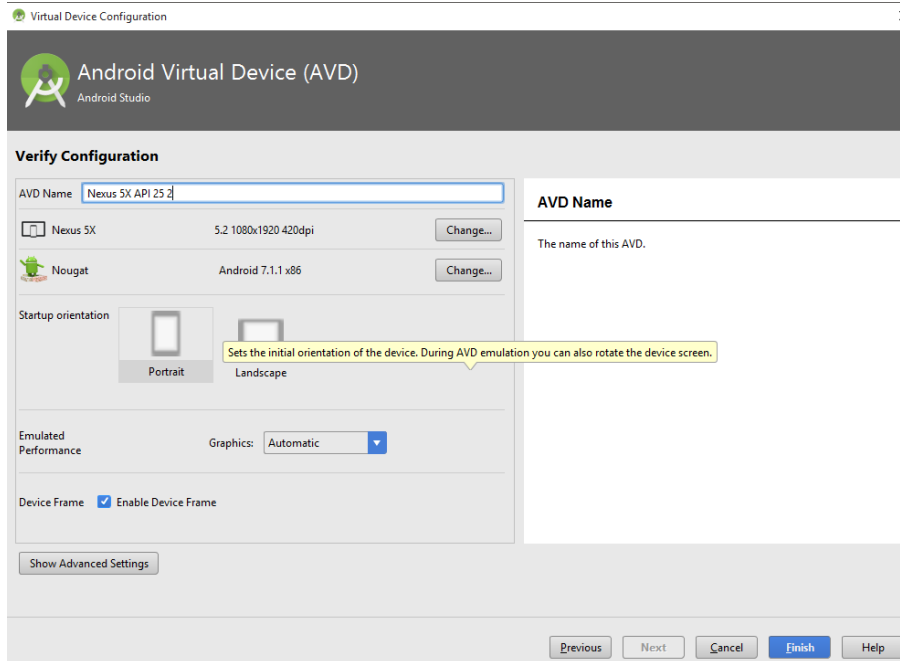 Virtual Device Configuration
Android Virtual Device (AVD)
Android Studio
Verify Configuration
AVD Name Nexus 5X API 25 2
Nexus 5X 5.2 1080x1920 420dpi Change...
Nougat Android 7.1.1 x86 Change...
Startup orientation
Sets the initial orientation of the device. During AVD emulation you can also rotate the device screen.
Portrait Landscape
Emulated
Performance
Graphics: Automatic
Device Frame Enable Device Frame
Show Advanced Settings
AVD Name
The name of this AVD.
Previous Next Cancel Finish Help